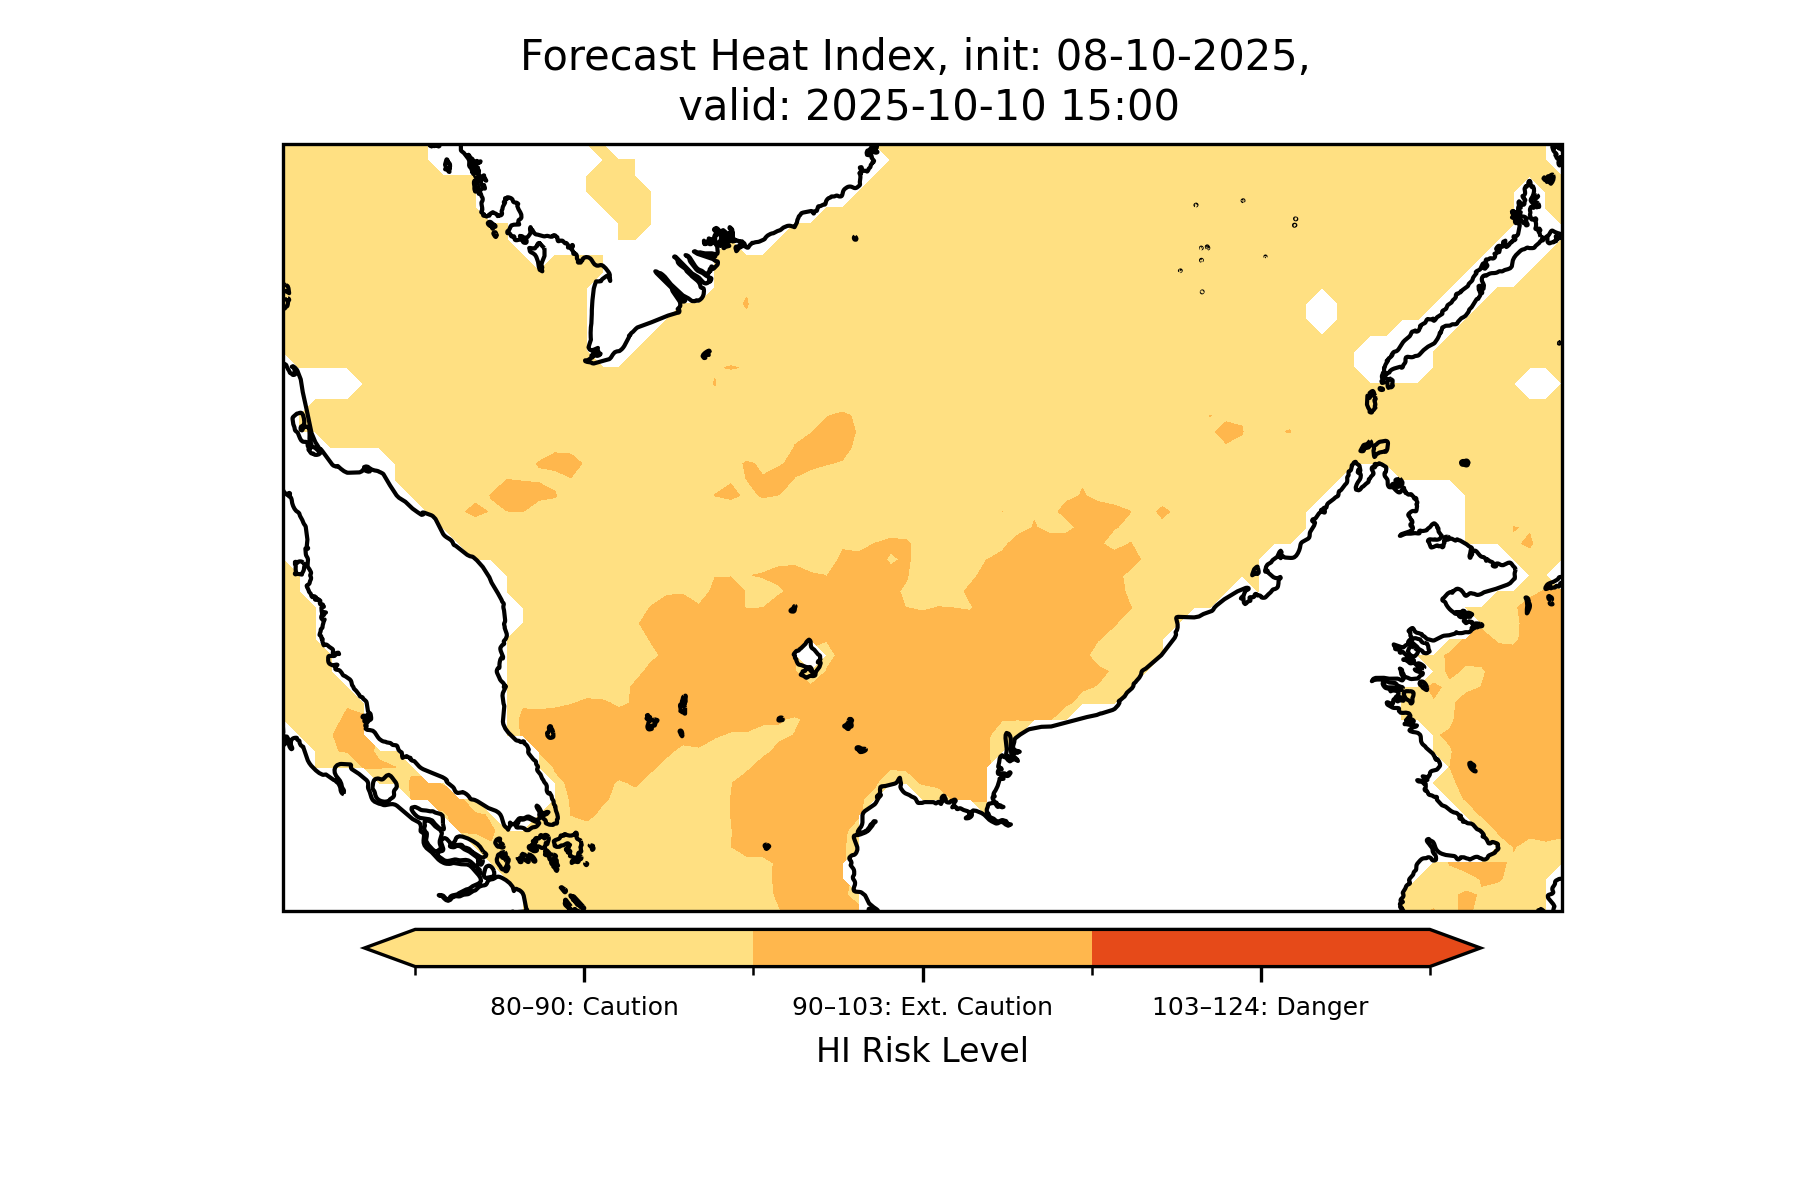 Forecast Heat Index, init: 08-10-2025,
valid: 2025-10-10 15:00
80–90: Caution
90–103: Ext. Caution
103–124: Danger
HI Risk Level